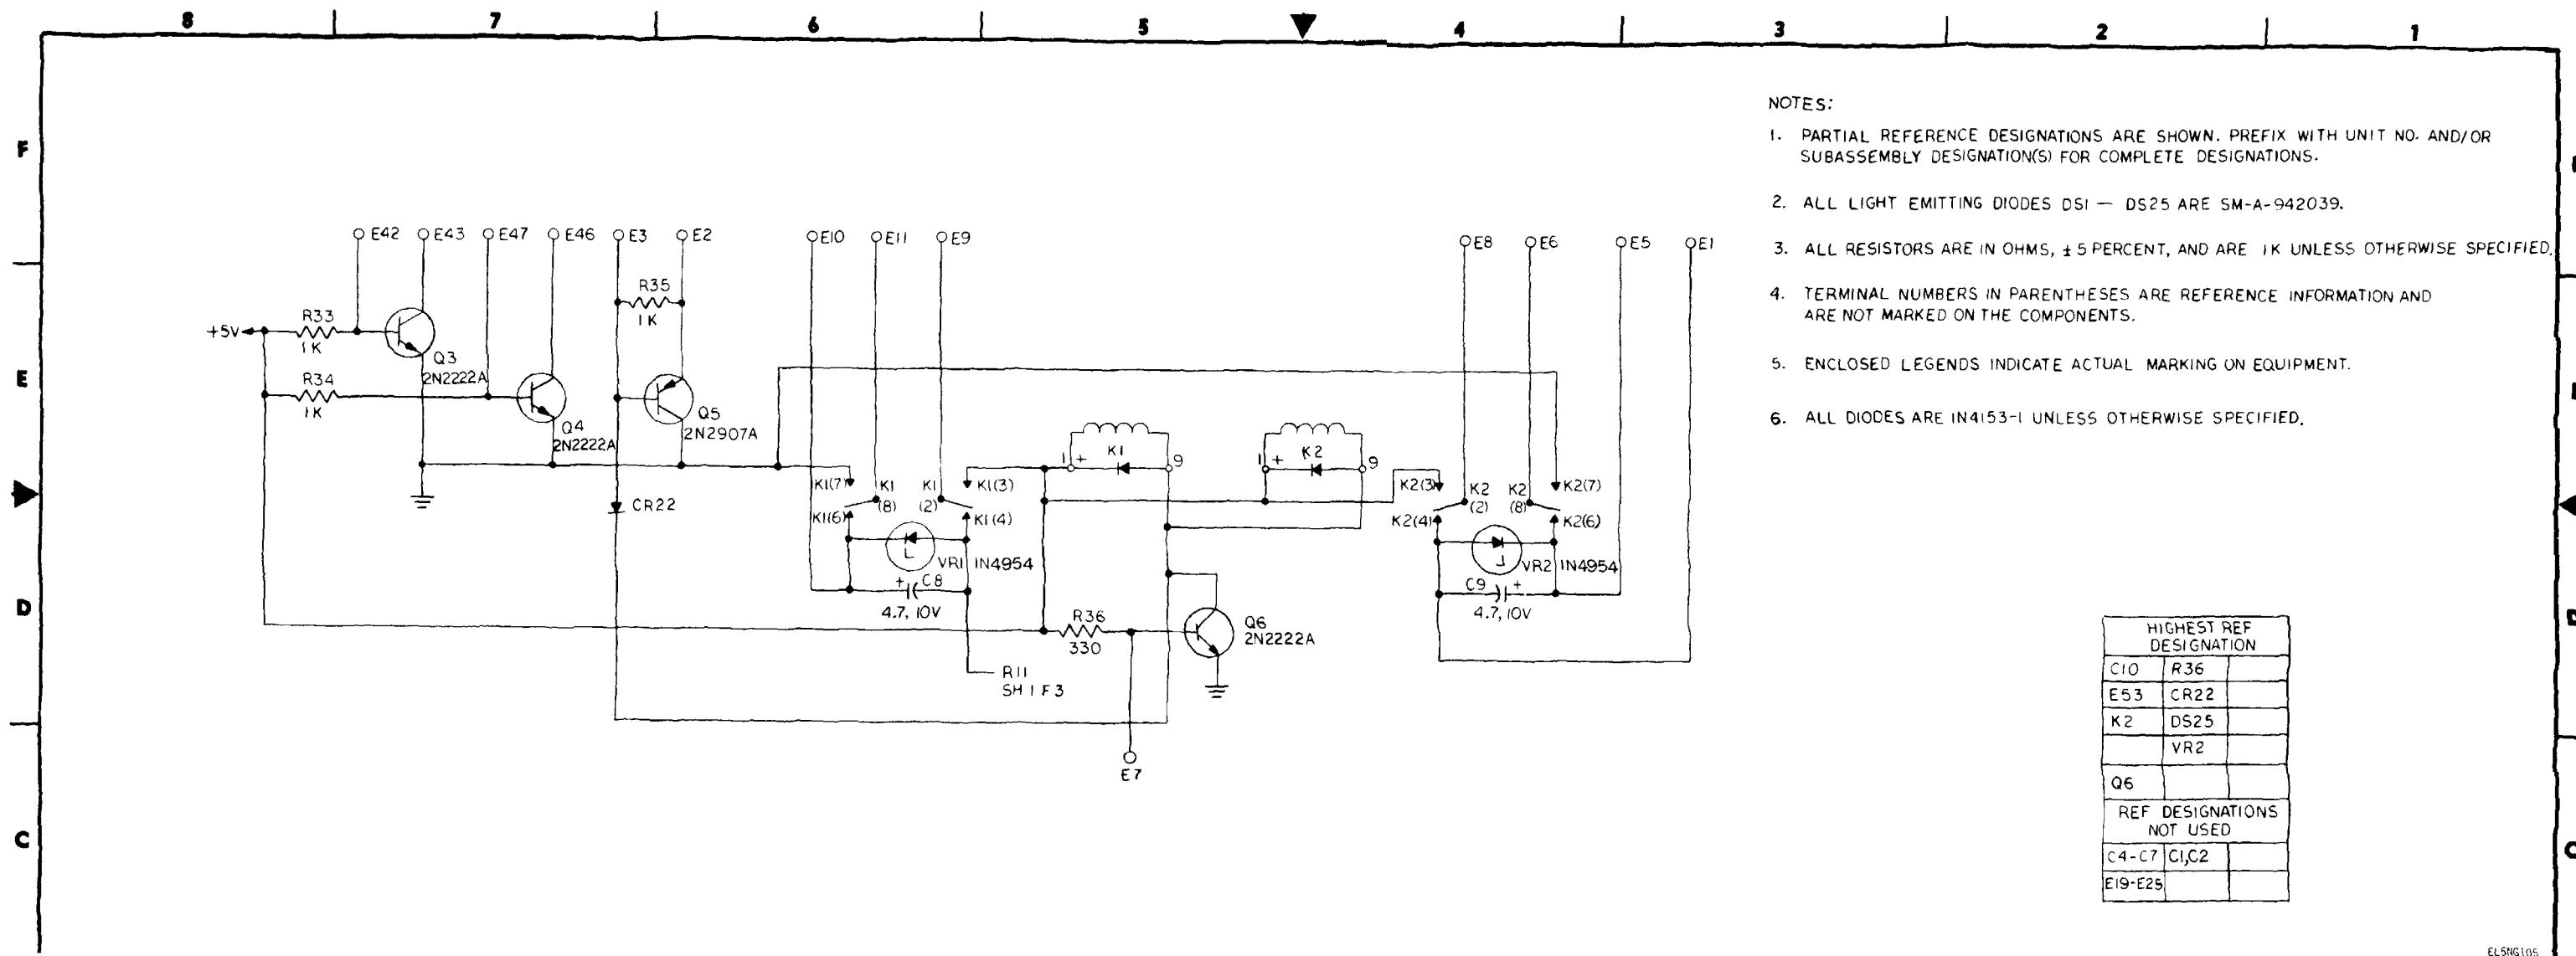 8 7 6 5 4 3 2 1
F
E
D
C
NOTES:
1. PARTIAL REFERENCE DESIGNATIONS ARE SHOWN. PREFIX WITH UNIT NO. AND/OR
SUBASSEMBLY DESIGNATION(S) FOR COMPLETE DESIGNATIONS.
2. ALL LIGHT EMITTING DIODES DS1 — DS25 ARE SM-A-942039.
3. ALL RESISTORS ARE IN OHMS, ±5 PERCENT, AND ARE 1K UNLESS OTHERWISE SPECIFIED.
4. TERMINAL NUMBERS IN PARENTHESES ARE REFERENCE INFORMATION AND
ARE NOT MARKED ON THE COMPONENTS.
5. ENCLOSED LEGENDS INDICATE ACTUAL MARKING ON EQUIPMENT.
6. ALL DIODES ARE IN4153-1 UNLESS OTHERWISE SPECIFIED.
E42 E43 E47 E46 E3 E2 E10 E11 E9 E8 E6 E5 E1
+5V
R33
1K
R34
1K
Q3
2N2222A
Q4
2N2222A
R35
1K
Q5
2N2907A
CR22
K1(7)
K1(6)
K1
(8)
K1
(2)
K1(3)
K1(4)
VR1 IN4954
+ C8
4.7, 10V
R11
SH 1 F3
1 + K1 9
1 + K2 9
R36
330
E7
Q6
2N2222A
K2(3)
K2(4)
K2
(2)
K2
(8)
K2(7)
K2(6)
VR2 IN4954
C9 +
4.7, 10V
HIGHEST REF
DESIGNATION
C10 R36
E53 CR22
K2 DS25
VR2
Q6
REF DESIGNATIONS
NOT USED
C4-C7 C1,C2
E19-E25
EL5NG105